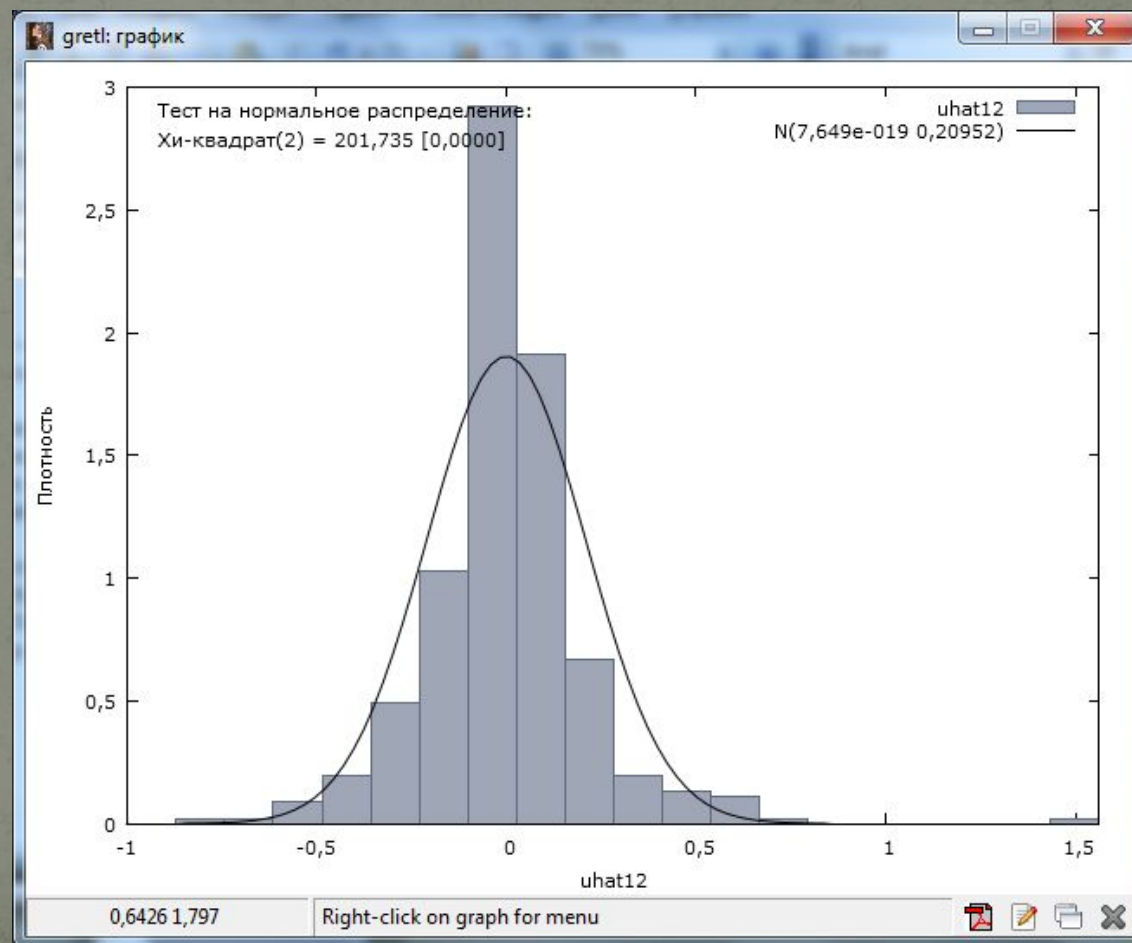 gretl: график
Тест на нормальное распределение:
Хи-квадрат(2) = 201,735 [0,0000]
uhat12
N(7,649e-019 0,20952)
3
2,5
2
1,5
1
0,5
0
Плотность
-1
-0,5
0
0,5
1
1,5
uhat12
0,6426 1,797
Right-click on graph for menu